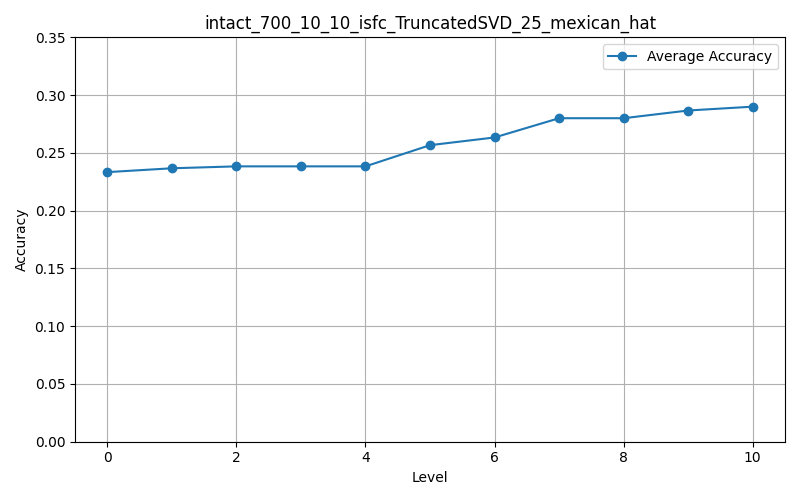 intact_700_10_10_isfc_TruncatedSVD_25_mexican_hat
Average Accuracy
Accuracy
0.35
0.30
0.25
0.20
0.15
0.10
0.05
0.00
0 2 4 6 8 10
Level